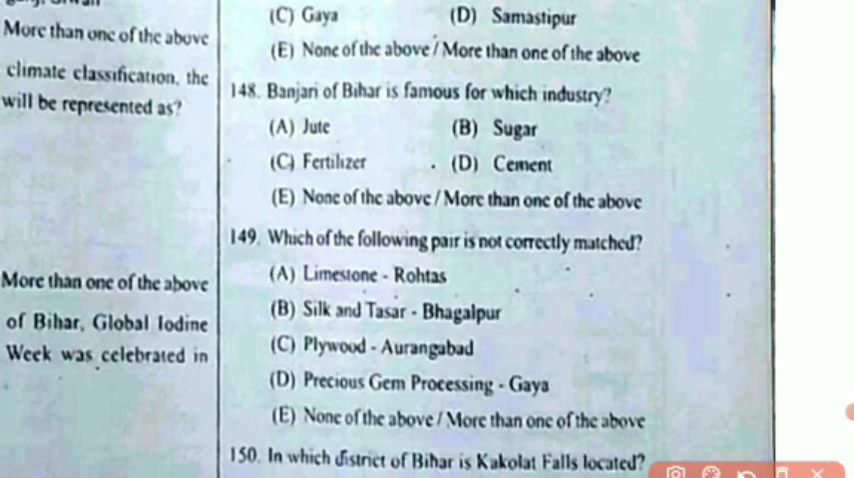 More than one of the above
climate classification, the
will be represented as?
More than one of the above
of Bihar, Global Iodine
Week was celebrated in
(C) Gaya (D) Samastipur
(E) None of the above / More than one of the above
148. Banjari of Bihar is famous for which industry?
(A) Jute (B) Sugar
(C) Fertilizer (D) Cement
(E) None of the above / More than one of the above
149. Which of the following pair is not correctly matched?
(A) Limestone - Rohtas
(B) Silk and Tasar - Bhagalpur
(C) Plywood - Aurangabad
(D) Precious Gem Processing - Gaya
(E) None of the above / More than one of the above
150. In which district of Bihar is Kakolat Falls located?